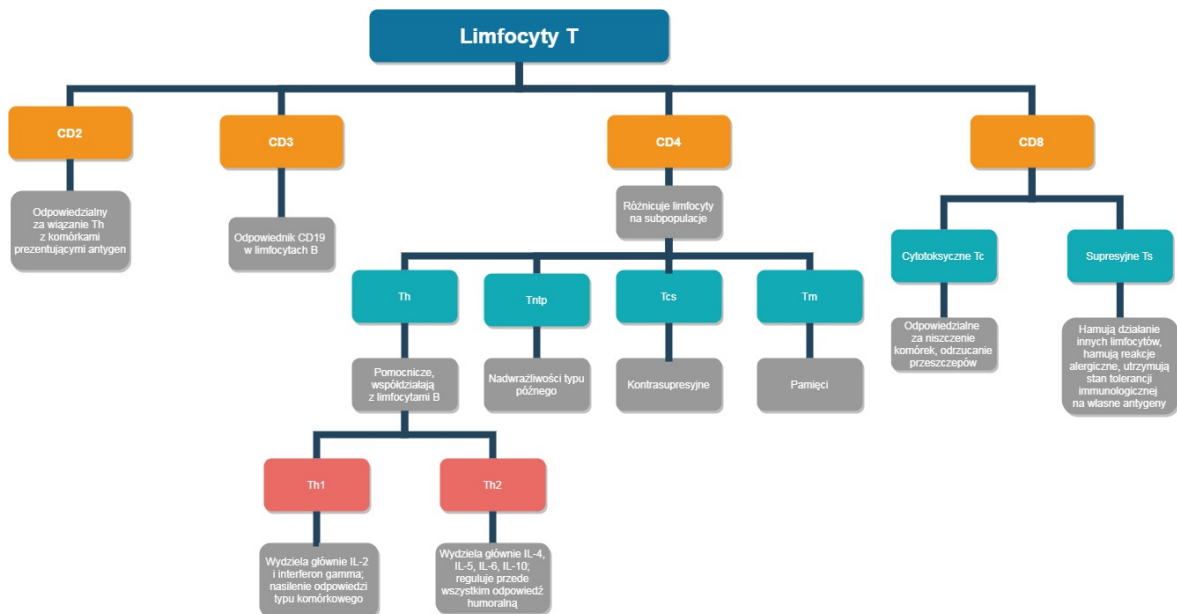 Limfocyty T
CD2
CD3
CD4
CD8
Odpowiedzialny
za wiązanie Th
z komórkami
prezentującymi antygen
Odpowiednik CD19
w limfocytach B
Różnicuje limfocyty
na subpopulacje
Cytotoksyczne Tc
Supresyjne Ts
Th
Tntp
Tcs
Tm
Odpowiedzialne
za niszczenie
komórek, odrzucanie
przeszczepów
Hamują działanie
innych limfocytów,
hamują reakcje
alergiczne, utrzymują
stan tolerancji
immunologicznej
na własne antygeny
Pomocnicze,
współdziałają
z limfocytami B
Nadwrażliwości typu
późnego
Kontrasupresyjne
Pamięci
Th1
Th2
Wydziela głównie IL-2
i interferon gamma;
nasilenie odpowiedzi
typu komórkowego
Wydziela głównie IL-4,
IL-5, IL-6, IL-10;
reguluje przede
wszystkim odpowiedź
humoralną